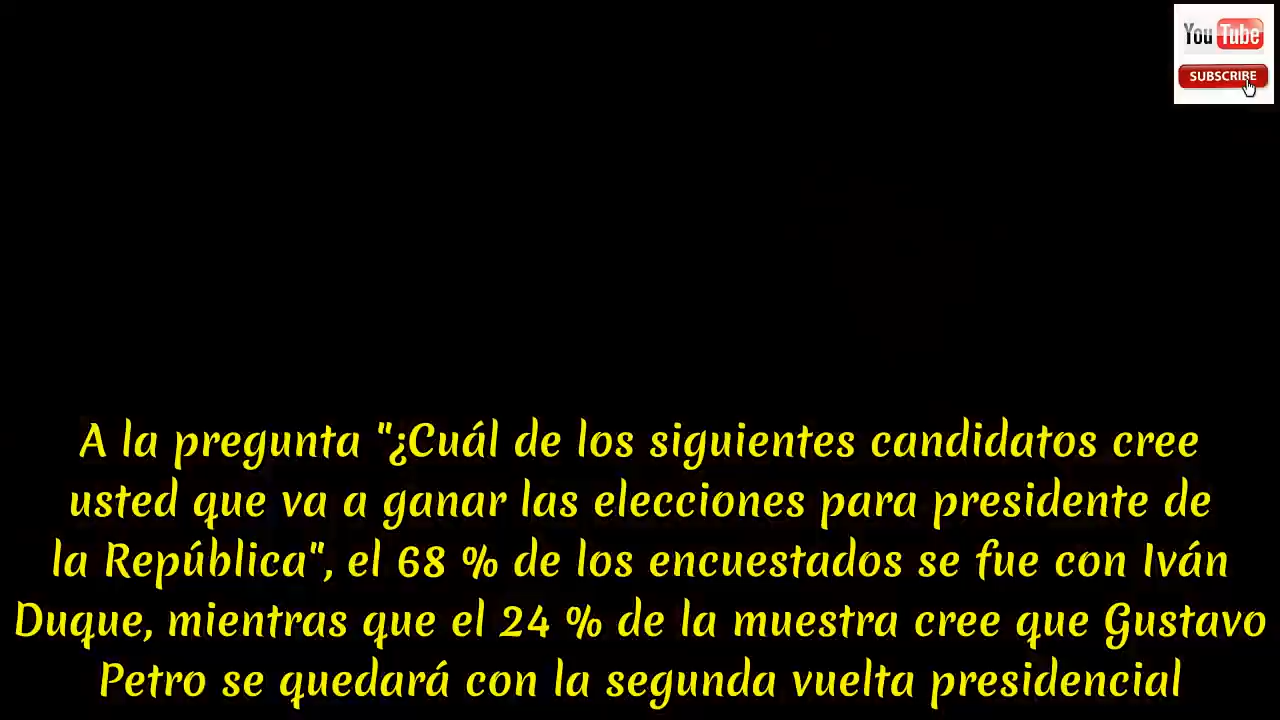 You Tube
SUBSCRIBE
A la pregunta "¿Cuál de los siguientes candidatos cree
usted que va a ganar las elecciones para presidente de
la República", el 68 % de los encuestados se fue con Iván
Duque, mientras que el 24 % de la muestra cree que Gustavo
Petro se quedará con la segunda vuelta presidencial